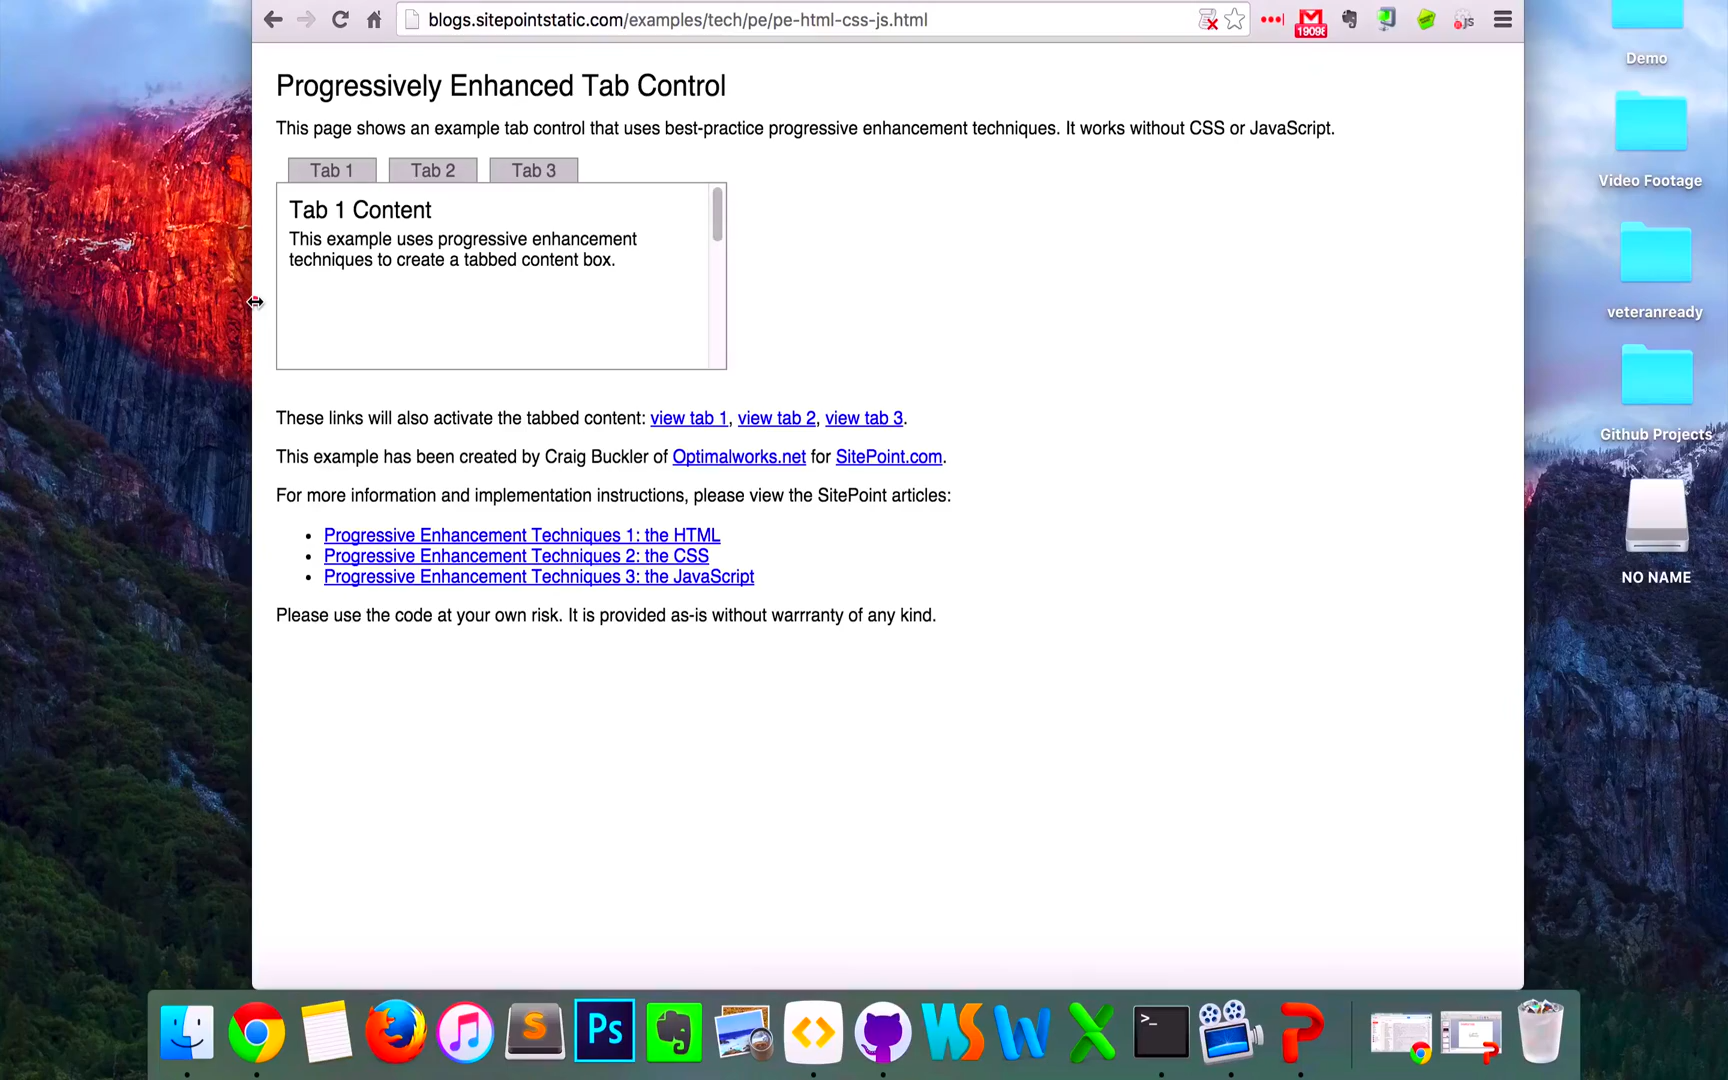 blogs.sitepointstatic.com/examples/tech/pe/pe-html-css-js.html
js
Progressively Enhanced Tab Control
This page shows an example tab control that uses best-practice progressive enhancement techniques. It works without CSS or JavaScript.
Tab 1 Tab 2 Tab 3
Tab 1 Content
This example uses progressive enhancement
techniques to create a tabbed content box.
These links will also activate the tabbed content: view tab 1, view tab 2, view tab 3.
This example has been created by Craig Buckler of Optimalworks.net for SitePoint.com.
For more information and implementation instructions, please view the SitePoint articles:
• Progressive Enhancement Techniques 1: the HTML
• Progressive Enhancement Techniques 2: the CSS
• Progressive Enhancement Techniques 3: the JavaScript
Please use the code at your own risk. It is provided as-is without warrranty of any kind.
Demo
Video Footage
veteranready
Github Projects
NO NAME
S
Ps
WS
W
X
>_
P